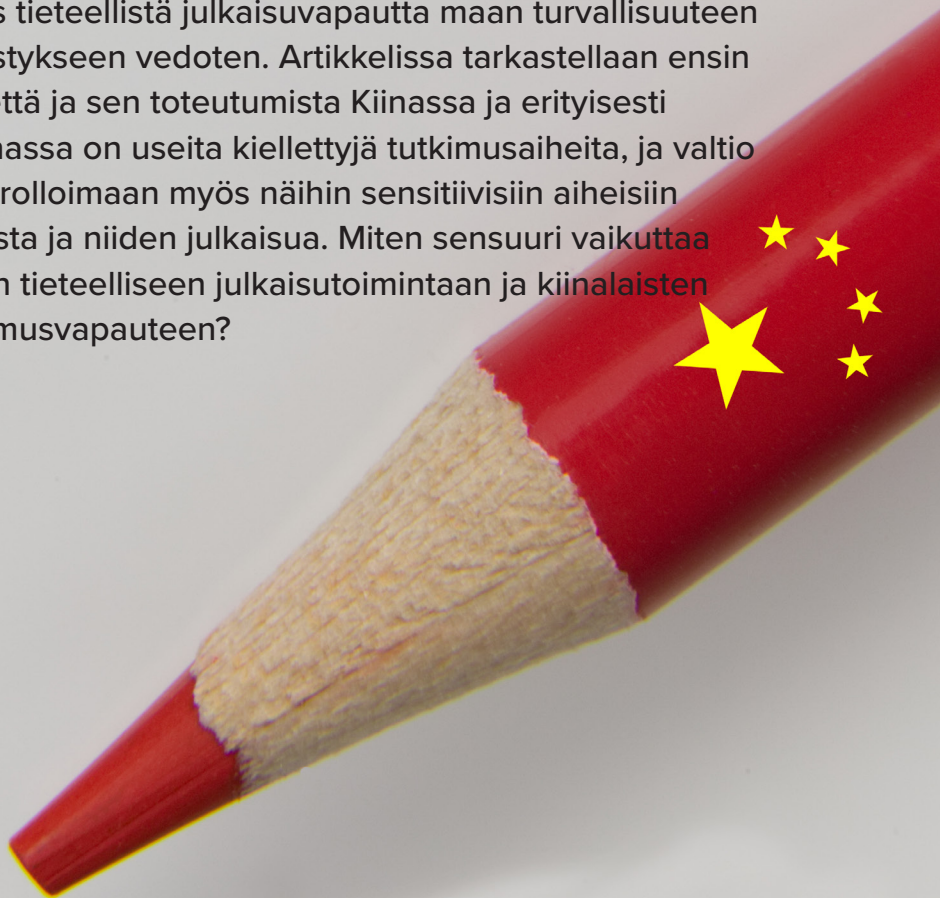 s tieteellistä julkaisuvapautta maan turvallisuuteen
stykseen vedoten. Artikkelissa tarkastellaan ensin
ttä ja sen toteutumista Kiinassa ja erityisesti
assa on useita kiellettyjä tutkimusaiheita, ja valtio
rolloimaan myös näihin sensitiivisiin aiheisiin
sta ja niiden julkaisua. Miten sensuuri vaikuttaa
n tieteelliseen julkaisutoimintaan ja kiinalaisten
musvapauteen?